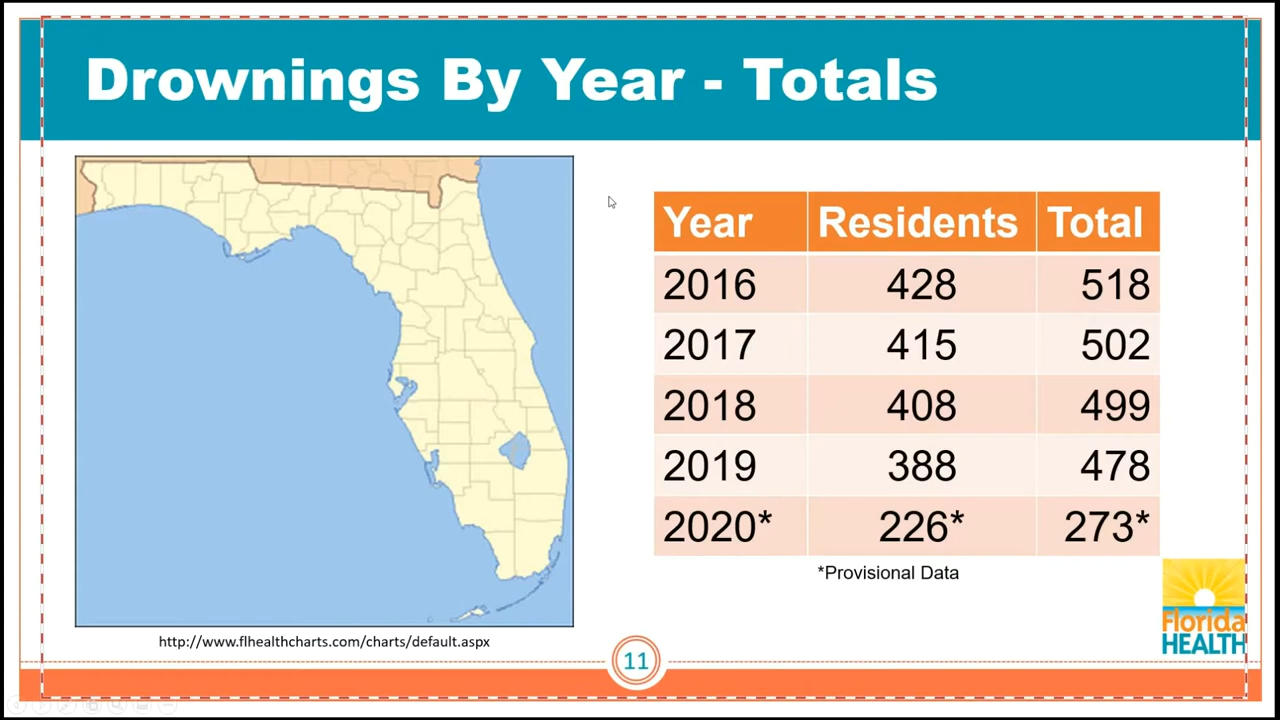 Drownings By Year - Totals
Year Residents Total
2016 428 518
2017 415 502
2018 408 499
2019 388 478
2020* 226* 273*
*Provisional Data
http://www.flhealthcharts.com/charts/default.aspx
11
Florida
HEALTH